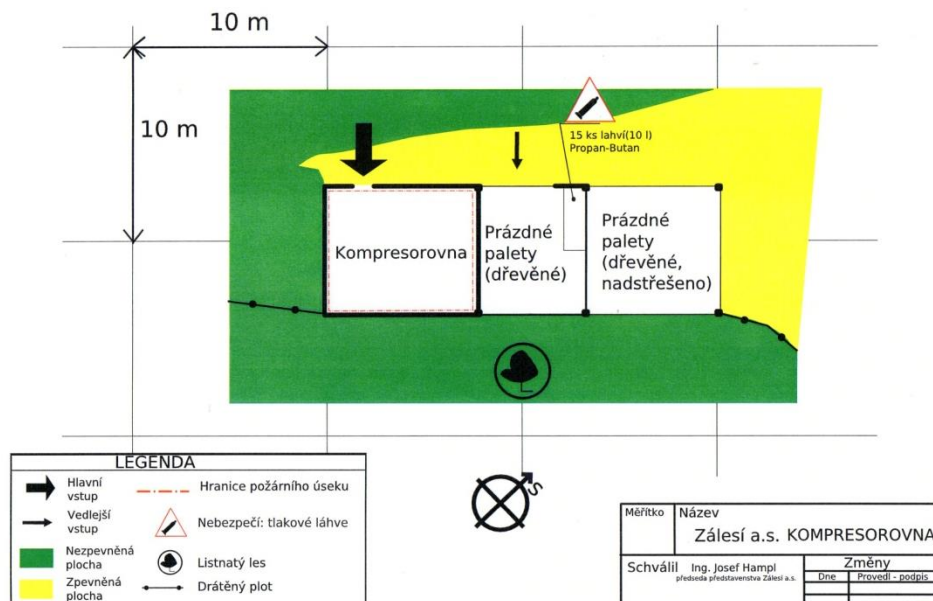 10 m
10 m
15 ks lahví(10 l)
Propan-Butan
Kompresorovna
Prázdné
palety
(dřevěné)
Prázdné
palety
(dřevěné,
nadstřešeno)
S
LEGENDA
Hlavní
vstup
Hranice požárního úseku
Vedlejší
vstup
Nebezpečí: tlakové láhve
Nezpevněná
plocha
Listnatý les
Zpevněná
plocha
Drátěný plot
Měřítko
Název
Zálesí a.s. KOMPRESOROVNA
Schválil
Ing. Josef Hampl
předseda představenstva Zálesí a.s.
Změny
Dne
Provedl - podpis